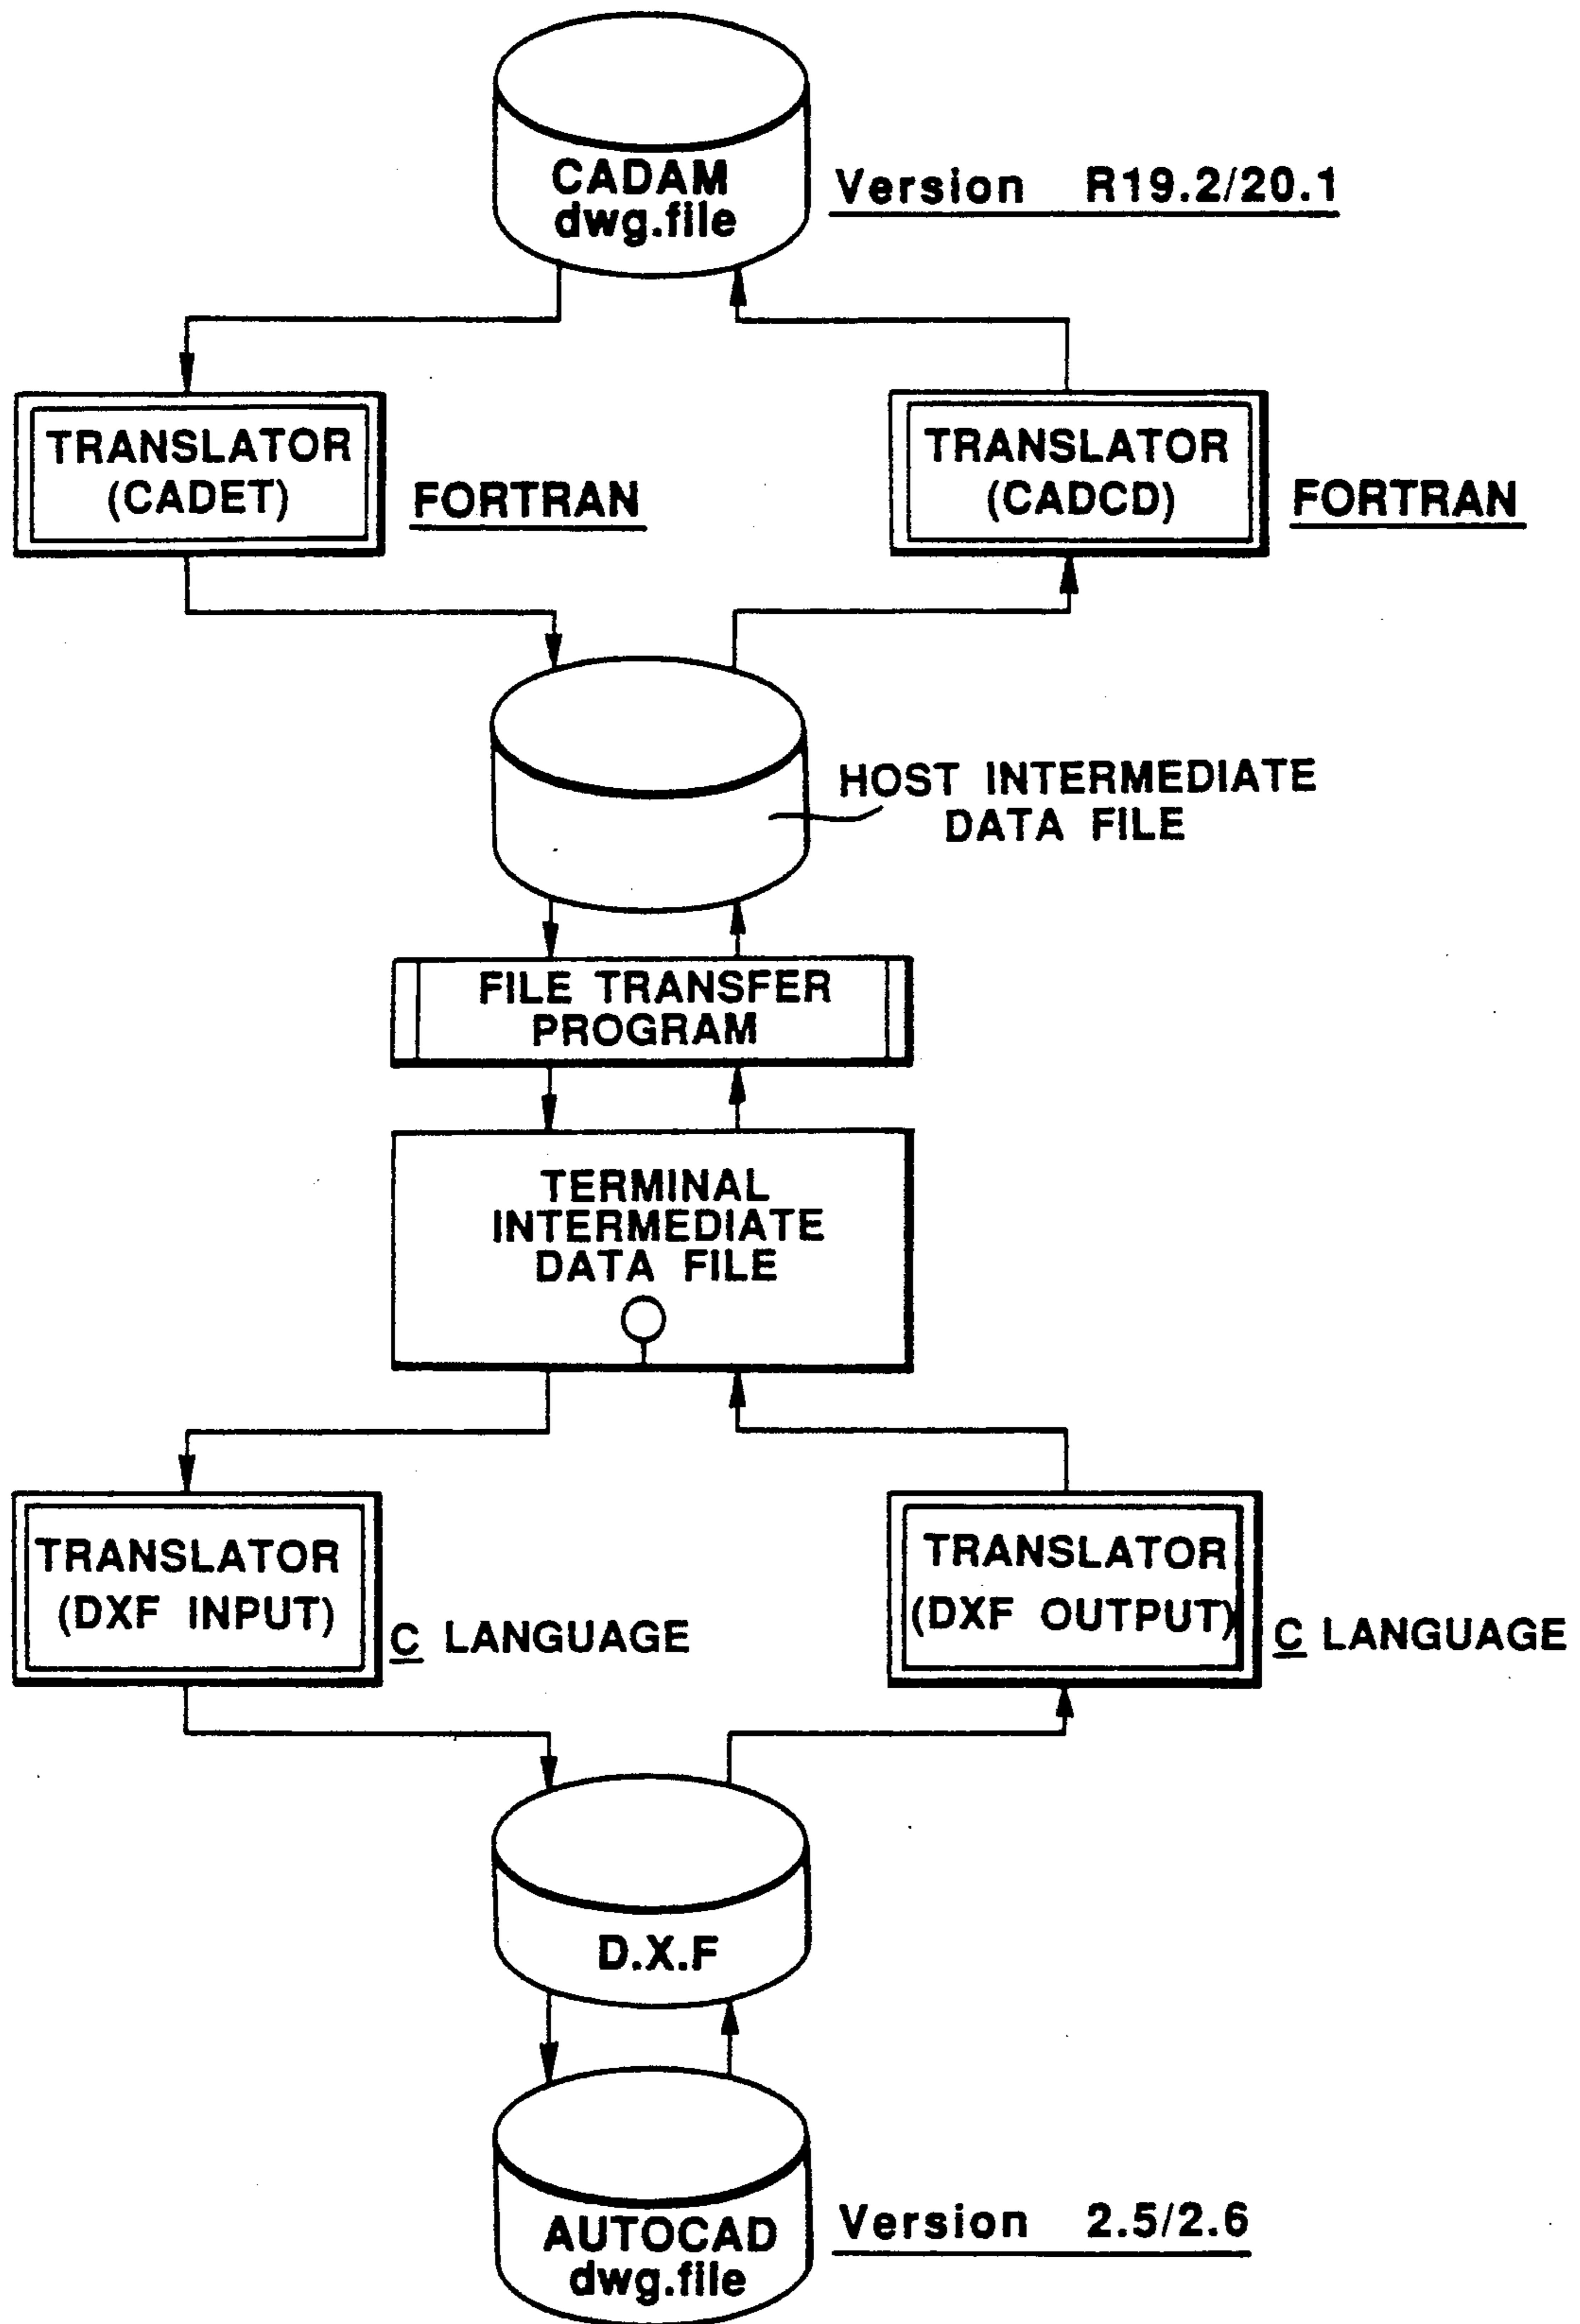 CADAM
dwg.file
Version R19.2/20.1
TRANSLATOR
(CADET)
FORTRAN
TRANSLATOR
(CADCD)
FORTRAN
HOST INTERMEDIATE
DATA FILE
FILE TRANSFER
PROGRAM
TERMINAL
INTERMEDIATE
DATA FILE
TRANSLATOR
(DXF INPUT)
C LANGUAGE
TRANSLATOR
(DXF OUTPUT)
C LANGUAGE
D.X.F
AUTOCAD
dwg.file
Version 2.5/2.6